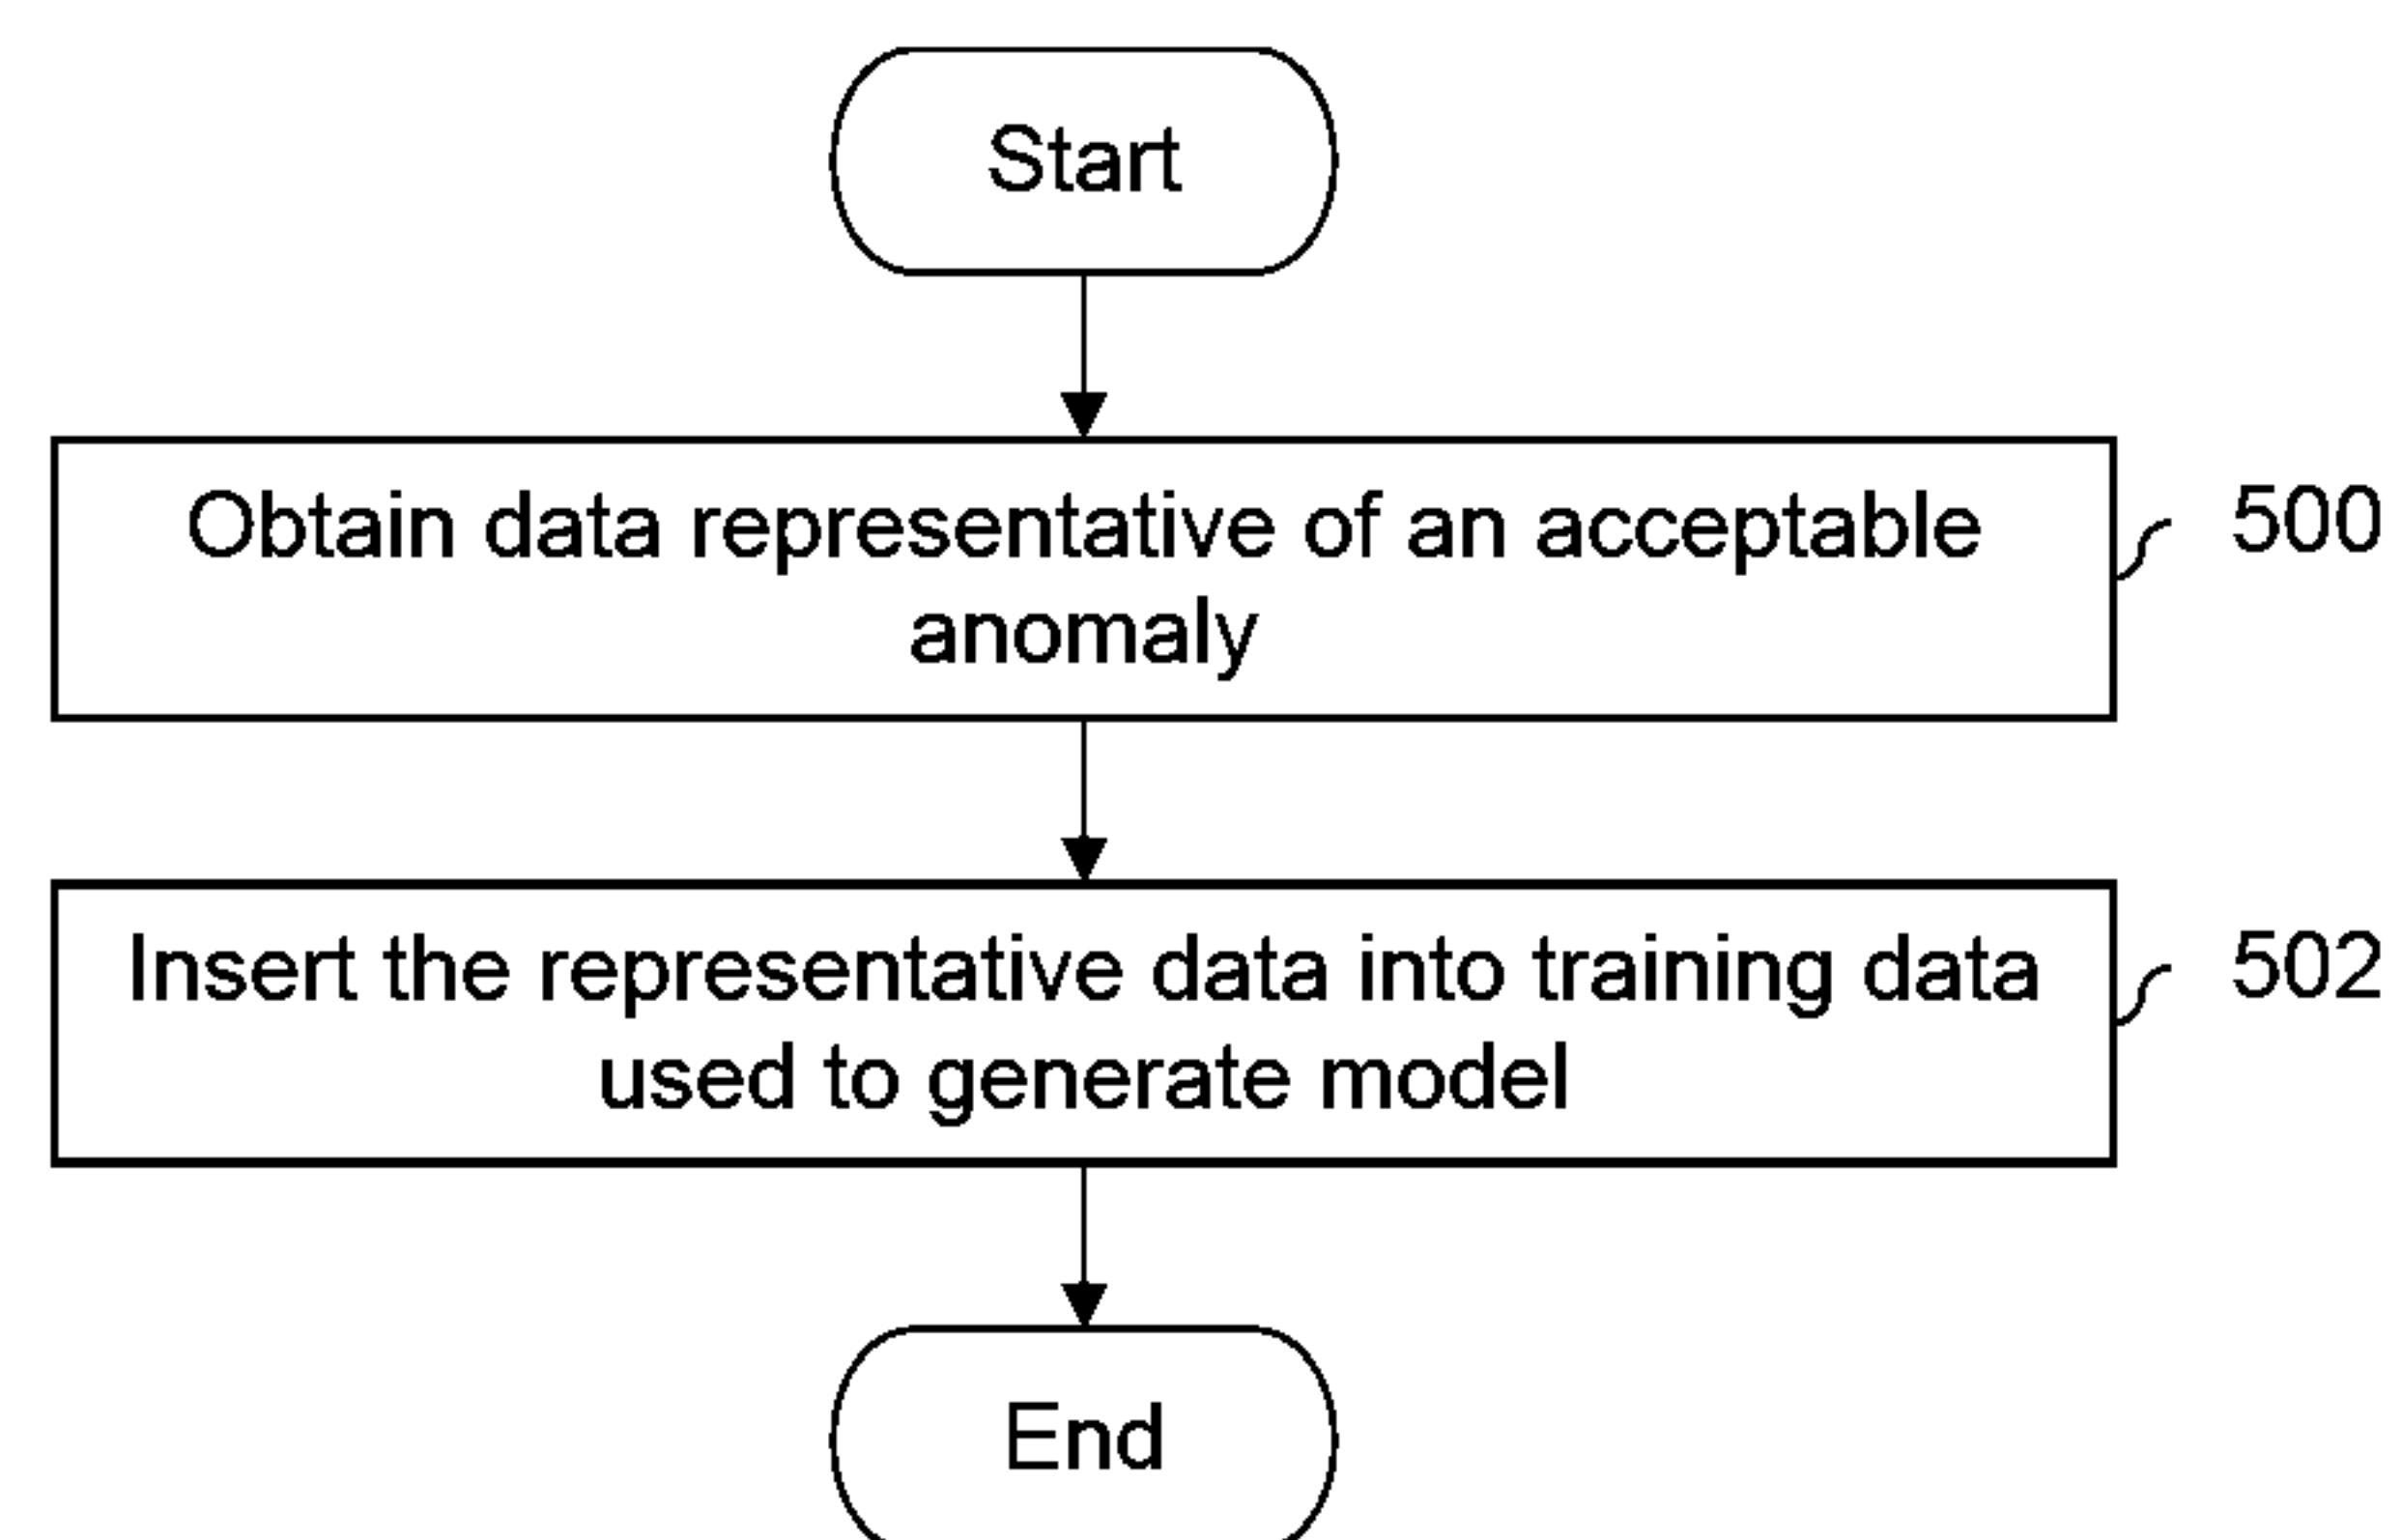 Start
Obtain data representative of an acceptable
anomaly
500
Insert the representative data into training data
used to generate model
502
End